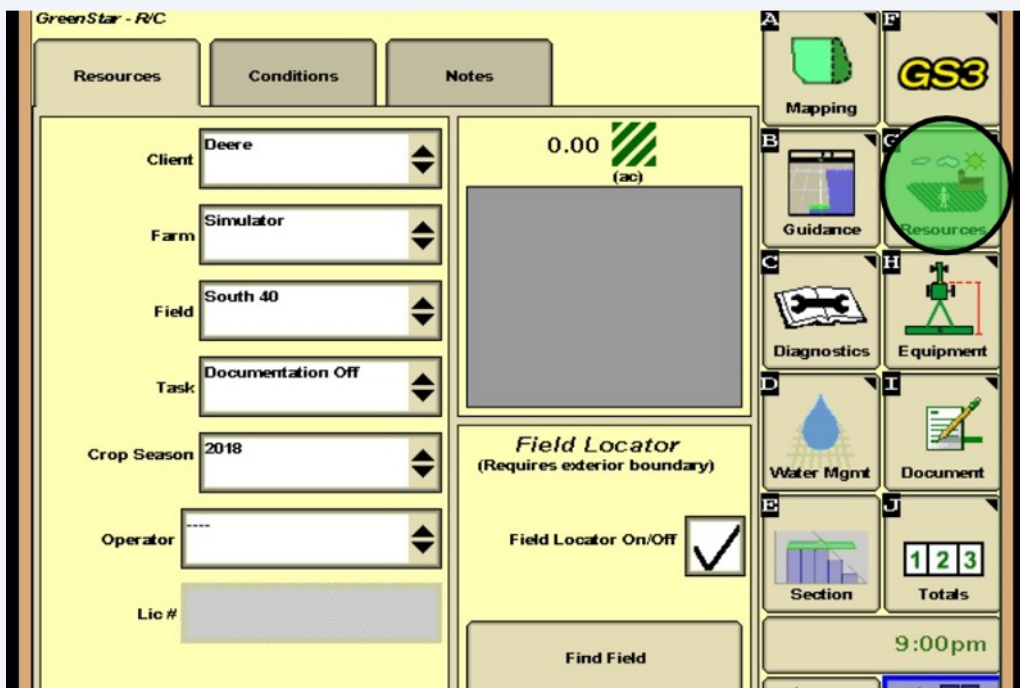 GreenStar - R/C
Resources
Conditions
Notes
Client
Deere
Farm
Simulator
Field
South 40
Task
Documentation Off
Crop Season
2018
Operator
----
Lic #
0.00
(ac)
Field Locator
(Requires exterior boundary)
Field Locator On/Off
Find Field
A
Mapping
F
GS3
B
Guidance
G
Resources
C
Diagnostics
H
Equipment
D
Water Mgmt
I
Document
E
Section
J
1 2 3
Totals
9:00pm